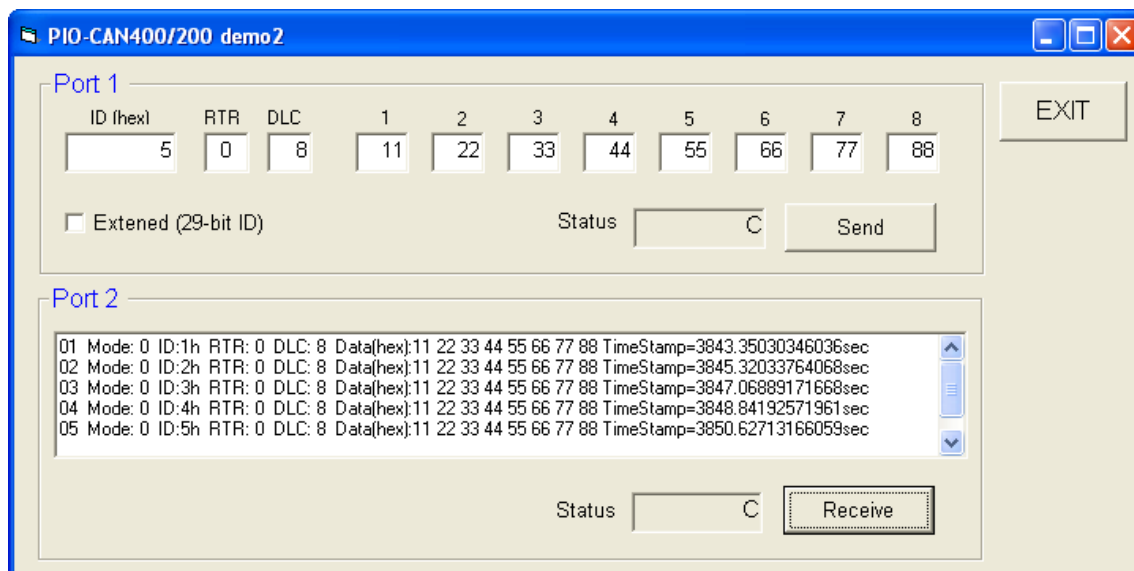 PIO-CAN400/200 demo2
Port 1
ID (hex) RTR DLC 1 2 3 4 5 6 7 8
5 0 8 11 22 33 44 55 66 77 88
EXIT
Extened (29-bit ID) Status C Send
Port 2
01 Mode: 0 ID:1h RTR: 0 DLC: 8 Data(hex):11 22 33 44 55 66 77 88 TimeStamp=3843.35030346036sec
02 Mode: 0 ID:2h RTR: 0 DLC: 8 Data(hex):11 22 33 44 55 66 77 88 TimeStamp=3845.32033764068sec
03 Mode: 0 ID:3h RTR: 0 DLC: 8 Data(hex):11 22 33 44 55 66 77 88 TimeStamp=3847.06889171668sec
04 Mode: 0 ID:4h RTR: 0 DLC: 8 Data(hex):11 22 33 44 55 66 77 88 TimeStamp=3848.84192571961sec
05 Mode: 0 ID:5h RTR: 0 DLC: 8 Data(hex):11 22 33 44 55 66 77 88 TimeStamp=3850.62713166059sec
Status C Receive